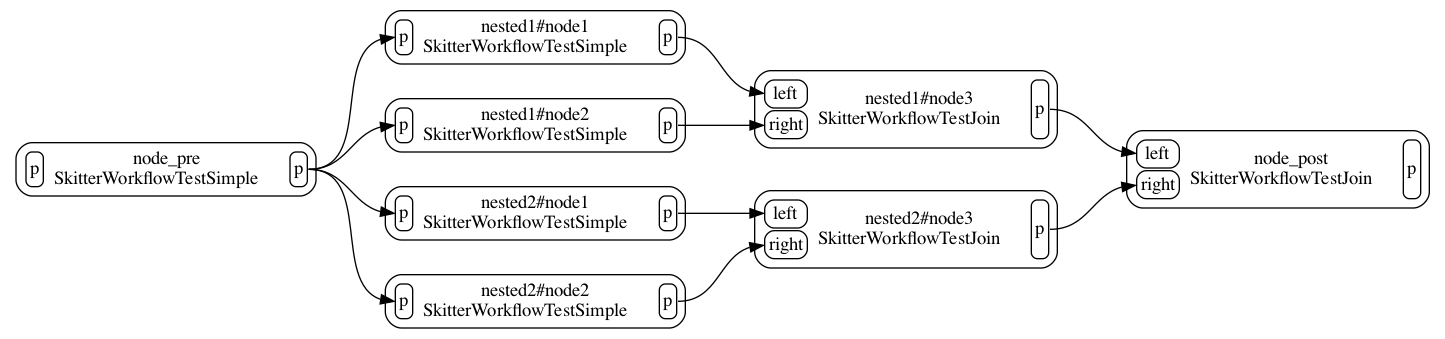 p
node_pre
SkitterWorkflowTestSimple
p
p
nested1#node1
SkitterWorkflowTestSimple
p
p
nested1#node2
SkitterWorkflowTestSimple
p
p
nested2#node1
SkitterWorkflowTestSimple
p
p
nested2#node2
SkitterWorkflowTestSimple
p
left
right
nested1#node3
SkitterWorkflowTestJoin
p
left
right
nested2#node3
SkitterWorkflowTestJoin
p
left
right
node_post
SkitterWorkflowTestJoin
p